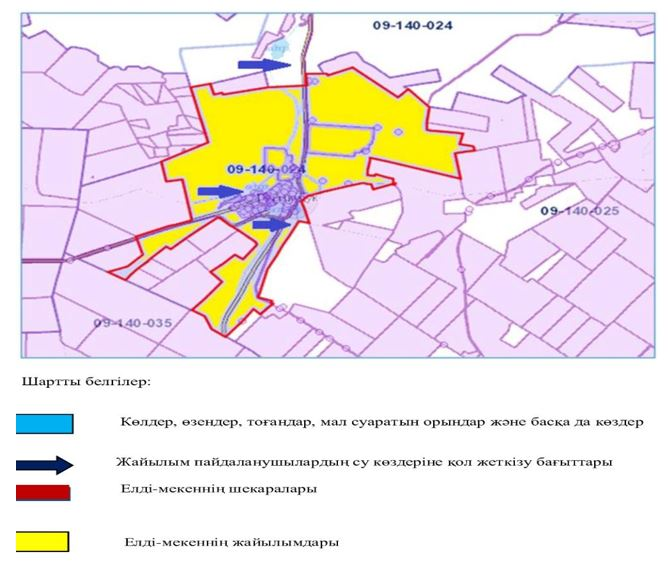 09-140-024
09-140-024
09-140-025
09-140-035
Шартты белгілер:
Көлдер, өзендер, тоғандар, мал суаратын орындар және басқа да көздер
Жайылым пайдаланушылардың су көздеріне қол жеткізу бағыттары
Елді-мекеннің шекаралары
Елді-мекеннің жайылымдары